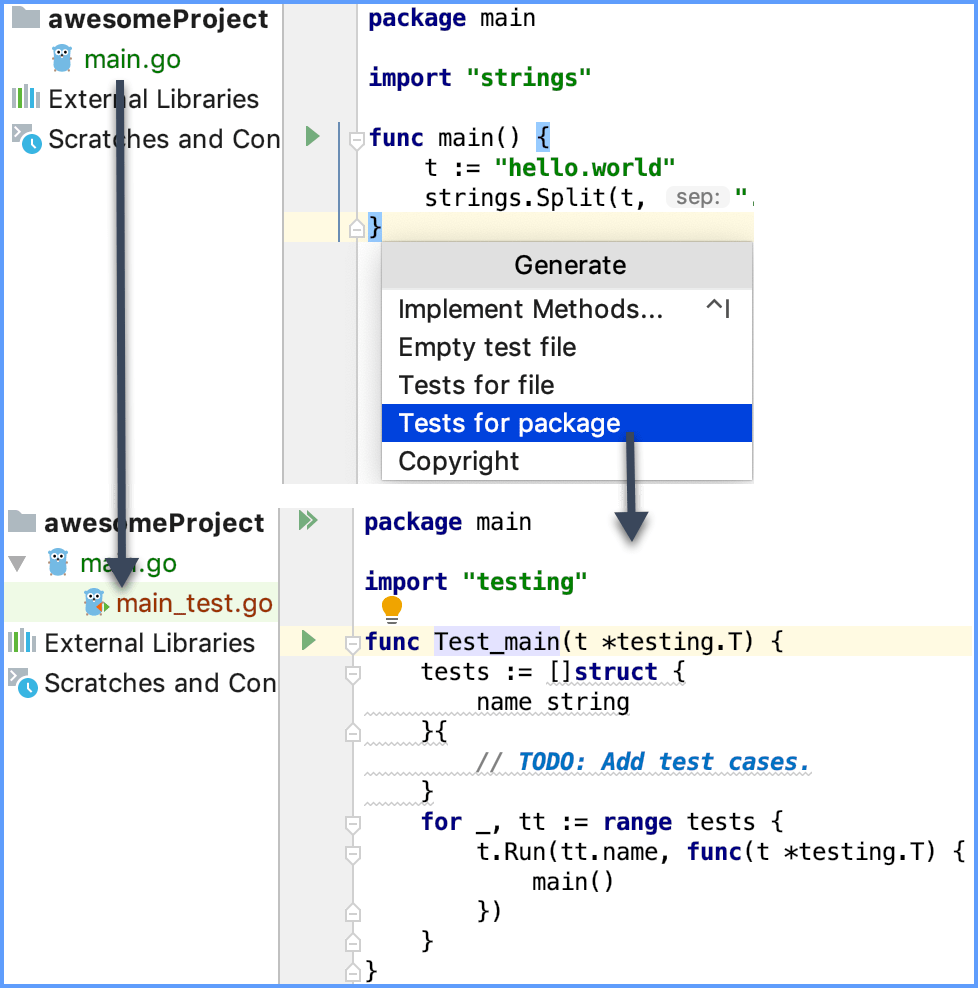 awesomeProject
main.go
External Libraries
Scratches and Con
package main
import "strings"
func main() {
t := "hello.world"
strings.Split(t, sep: ".
}
Generate
Implement Methods... ^|
Empty test file
Tests for file
Tests for package
Copyright
awesomeProject
main.go
main_test.go
External Libraries
Scratches and Con
package main
import "testing"
func Test_main(t *testing.T) {
tests := []struct {
name string
}{
// TODO: Add test cases.
}
for _, tt := range tests {
t.Run(tt.name, func(t *testing.T) {
main()
})
}
}